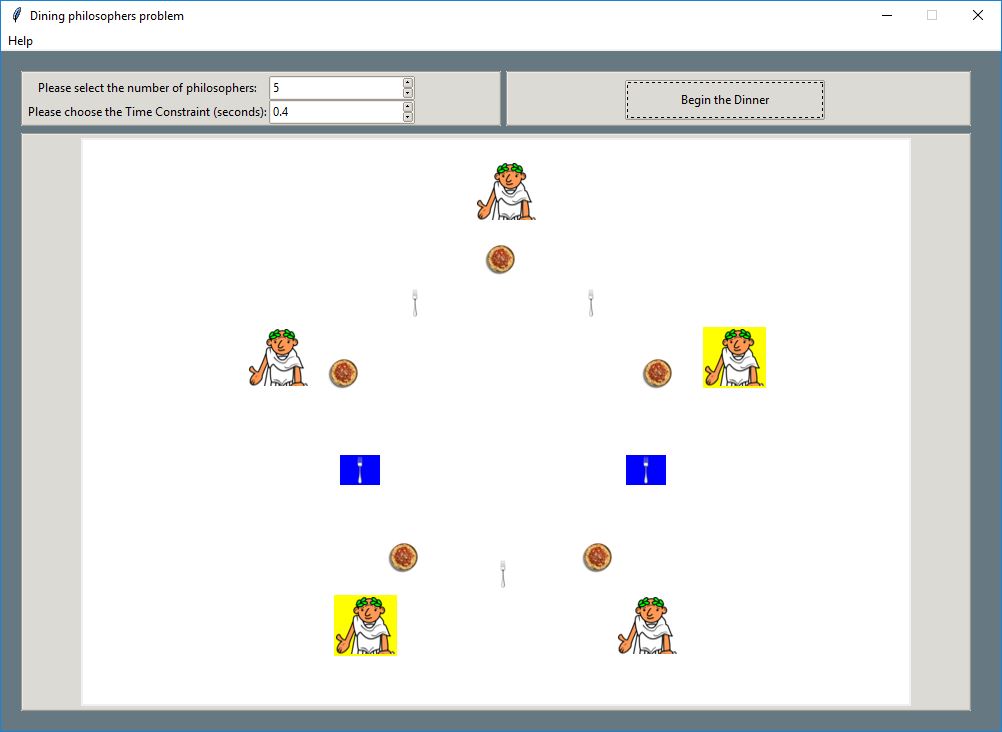 Dining philosophers problem
Help
Please select the number of philosophers: 5
Please choose the Time Constraint (seconds): 0.4
Begin the Dinner